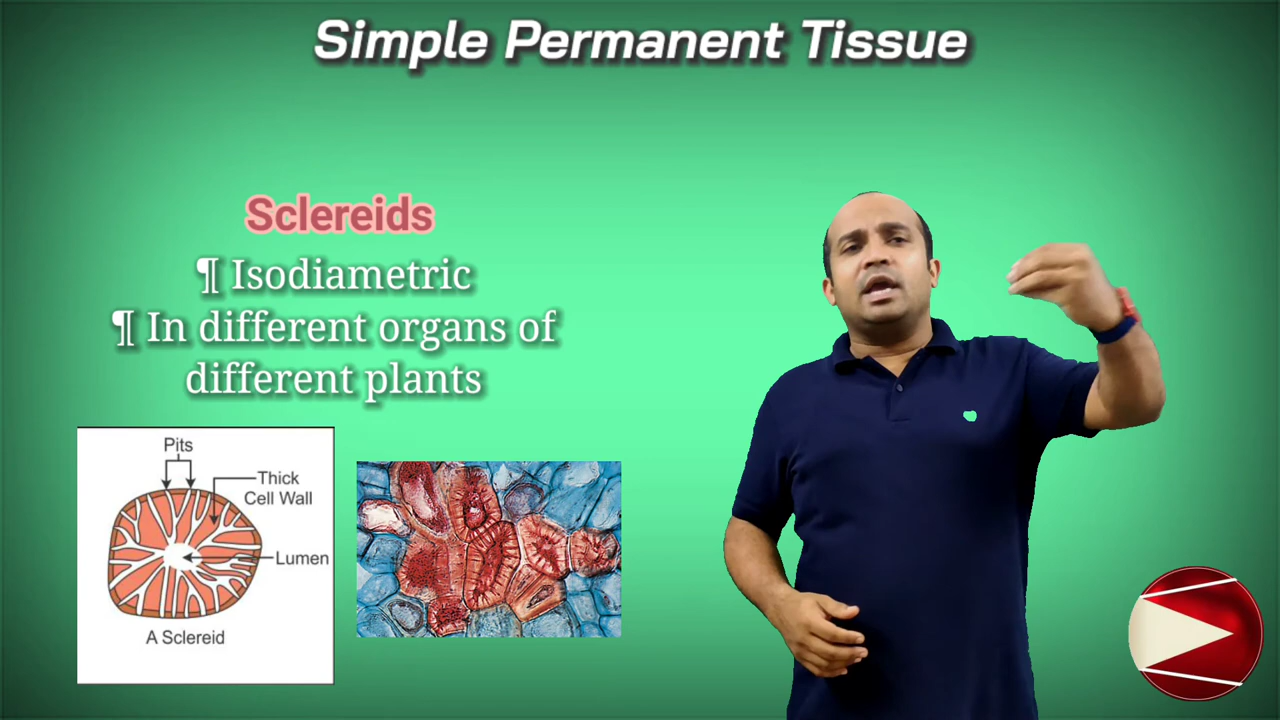 Simple Permanent Tissue
Sclereids
¶ Isodiametric
¶ In different organs of
different plants
Pits
Thick
Cell Wall
Lumen
A Sclereid